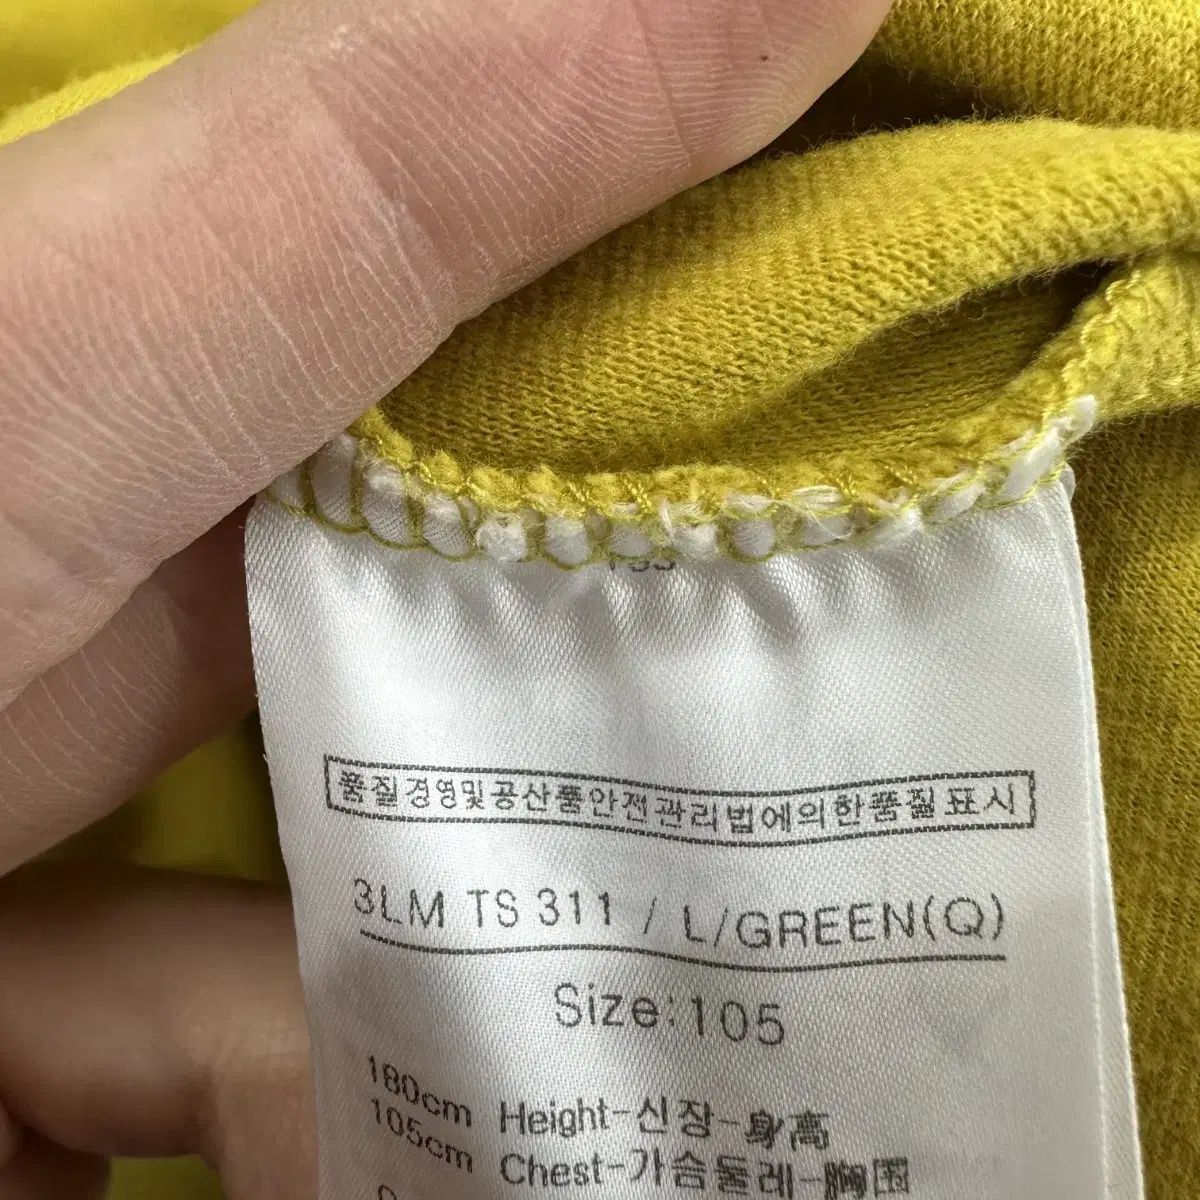 품질경영및공산품안전관리법에의한품질표시
3LM TS 311 / L/GREEN(Q)
Size:105
180cm Height-신장-身高
105cm Chest-가슴둘레-胸围